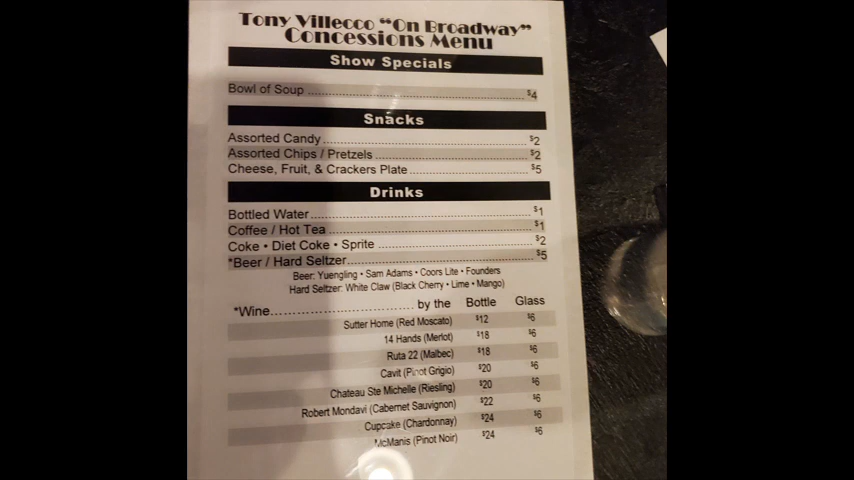 Tony Villecco "On Broadway"
Concessions Menu
Show Specials
Bowl of Soup ........................................................ $4
Snacks
Assorted Candy ........................................................ $2
Assorted Chips / Pretzels ............................................ $2
Cheese, Fruit, & Crackers Plate ................................ $5
Drinks
Bottled Water ........................................................ $1
Coffee / Hot Tea ...................................................... $1
Coke • Diet Coke • Sprite .......................................... $2
*Beer / Hard Seltzer .................................................. $5
Beer: Yuengling • Sam Adams • Coors Lite • Founders
Hard Seltzer: White Claw (Black Cherry • Lime • Mango)
*Wine........................................ by the Bottle Glass
Sutter Home (Red Moscato) $12 $6
14 Hands (Merlot) $18 $6
Ruta 22 (Malbec) $18 $6
Cavit (Pinot Grigio) $20 $6
Chateau Ste Michelle (Riesling) $20 $6
Robert Mondavi (Cabernet Sauvignon) $22 $6
Cupcake (Chardonnay) $24 $6
McManis (Pinot Noir) $24 $6